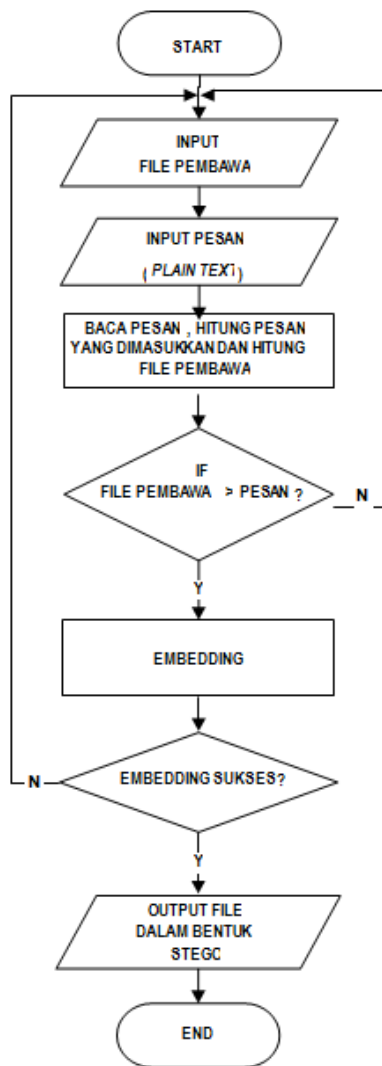 START
INPUT
FILE PEMBAWA
INPUT PESAN
( PLAIN TEXT)
BACA PESAN , HITUNG PESAN
YANG DIMASUKKAN DAN HITUNG
FILE PEMBAWA
IF
FILE PEMBAWA > PESAN ?
N
Y
EMBEDDING
EMBEDDING SUKSES?
N
Y
OUTPUT FILE
DALAM BENTUK
STEGO
END